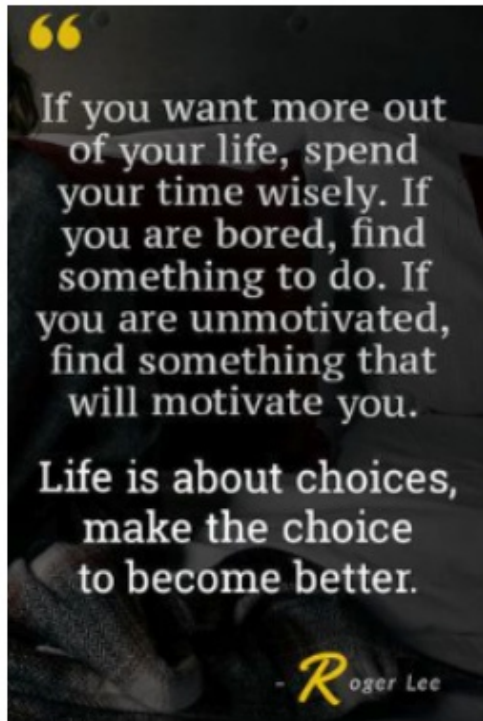 “
If you want more out
of your life, spend
your time wisely. If
you are bored, find
something to do. If
you are unmotivated,
find something that
will motivate you.
Life is about choices,
make the choice
to become better.
- Roger Lee